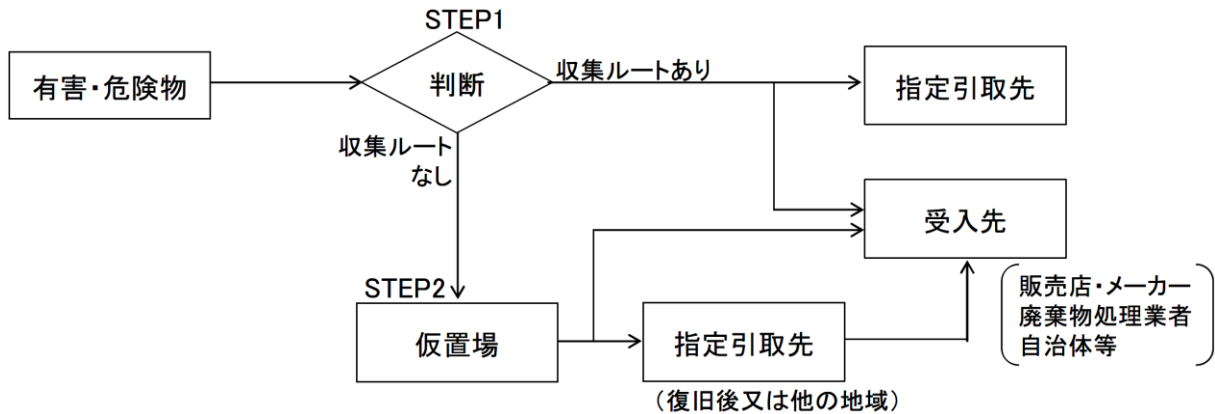 STEP1
有害・危険物
判断
収集ルートあり
指定引取先
収集ルート
なし
受入先
STEP2
仮置場
指定引取先
販売店・メーカー
廃棄物処理業者
自治体等
（復旧後又は他の地域）